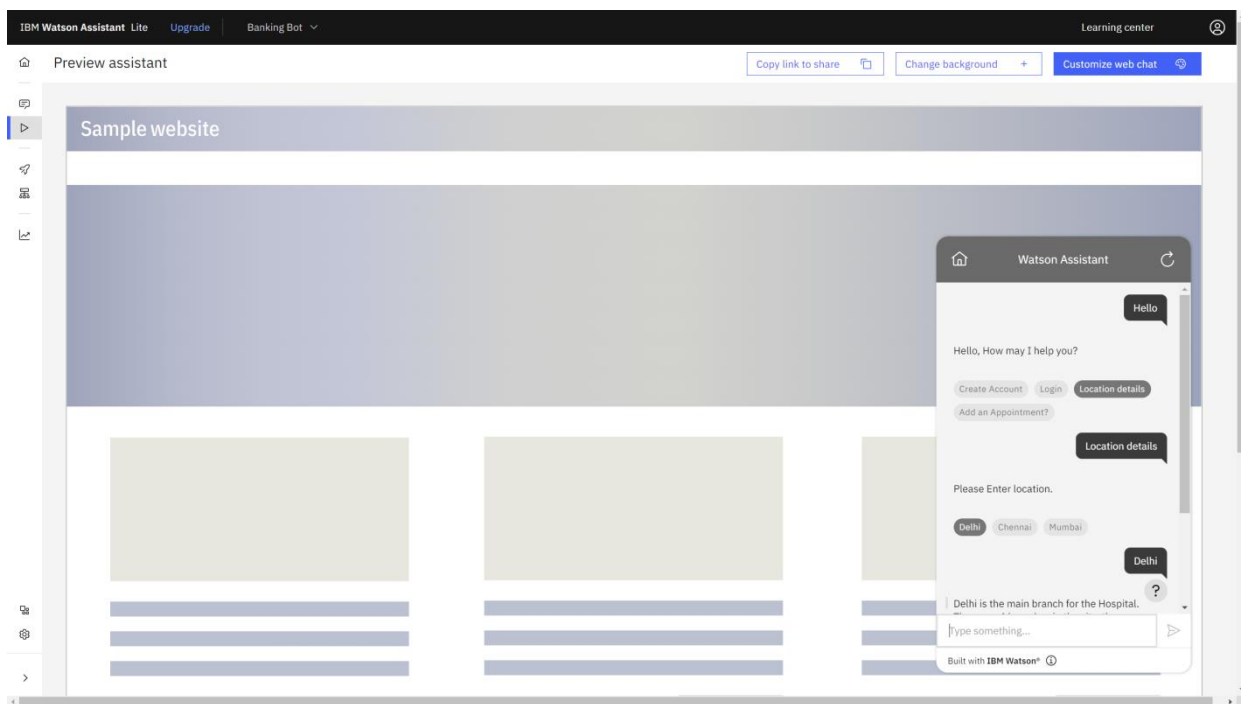 IBM Watson Assistant Lite Upgrade Banking Bot Learning center
Preview assistant Copy link to share Change background + Customize web chat
Sample website
Watson Assistant
Hello
Hello, How may I help you?
Create Account Login Location details
Add an Appointment?
Location details
Please Enter location.
Delhi Chennai Mumbai
Delhi
?
Delhi is the main branch for the Hospital.
Type something...
Built with IBM Watson®